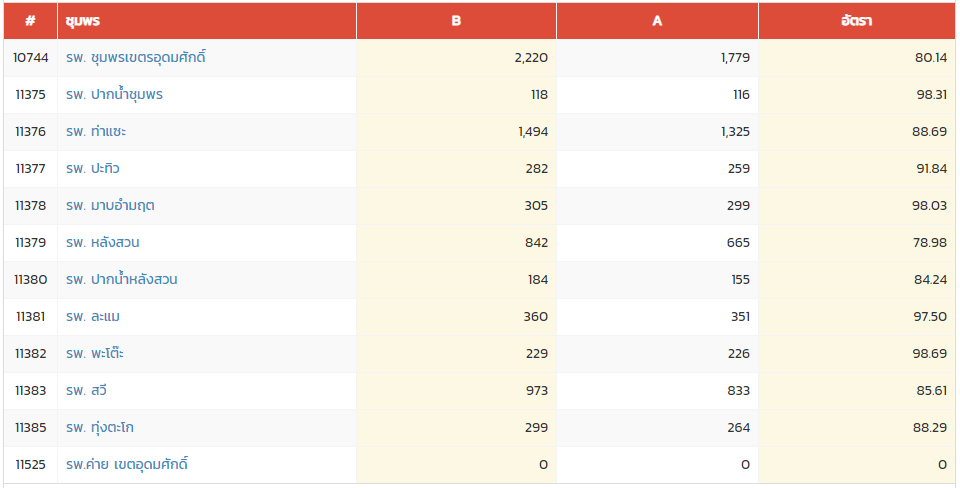 # ชุมพร B A อัตรา
10744 รพ. ชุมพรเขตรอุดมศักดิ์ 2,220 1,779 80.14
11375 รพ. ปากน้ำชุมพร 118 116 98.31
11376 รพ. ท่าแซะ 1,494 1,325 88.69
11377 รพ. ปะทิว 282 259 91.84
11378 รพ. มาบอำมฤต 305 299 98.03
11379 รพ. หลังสวน 842 665 78.98
11380 รพ. ปากน้ำหลังสวน 184 155 84.24
11381 รพ. ละแม 360 351 97.50
11382 รพ. พะโต๊ะ 229 226 98.69
11383 รพ. สวี 973 833 85.61
11385 รพ. ทุ่งตะโก 299 264 88.29
11525 รพ.ค่าย เขตอุดมศักดิ์ 0 0 0